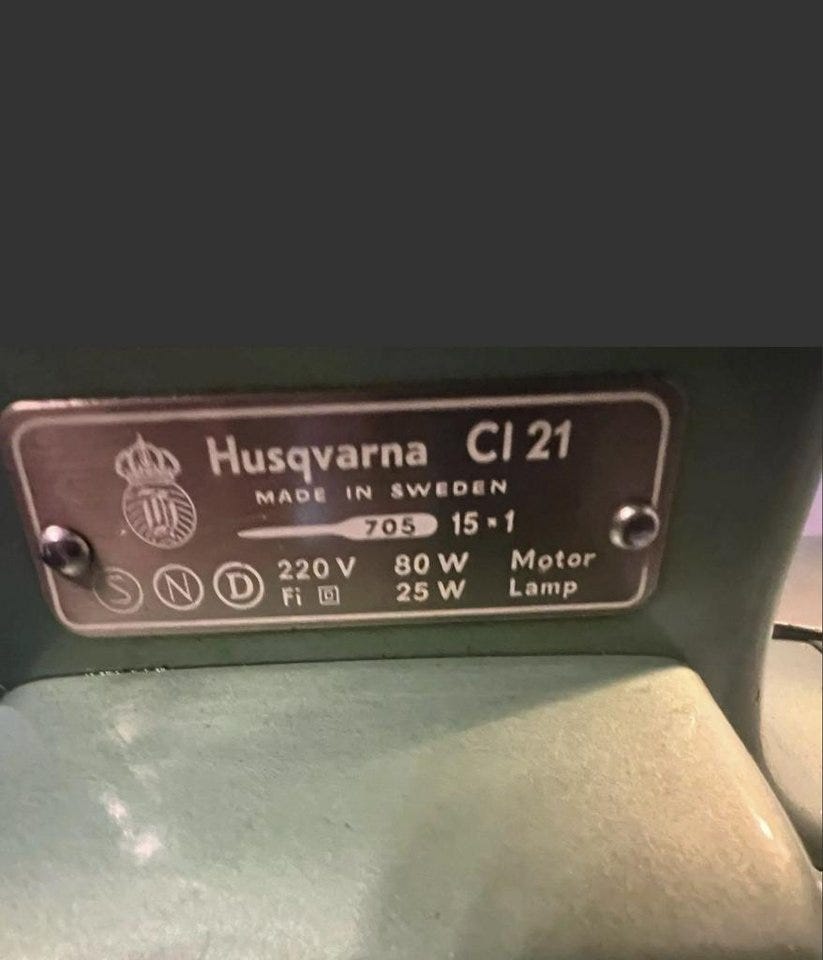 Husqvarna Cl 21
MADE IN SWEDEN
705 15×1
S N D 220 V 80 W Motor
Fi D 25 W Lamp